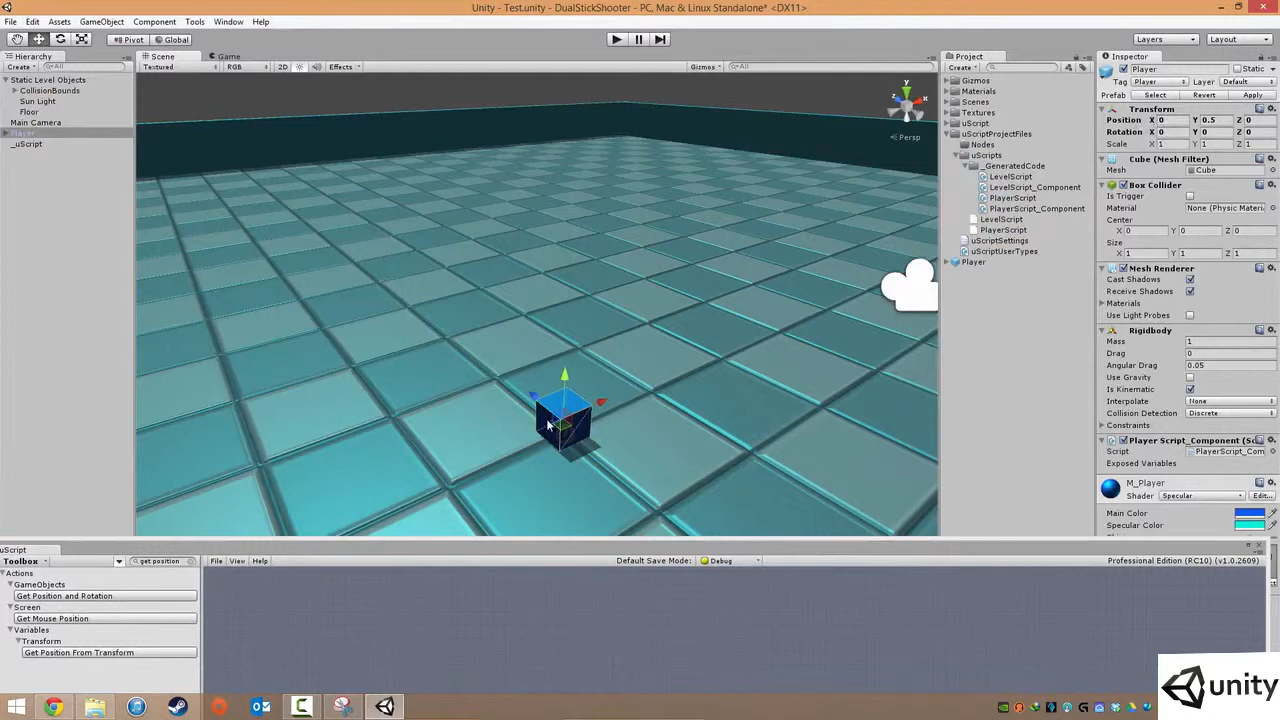 Unity - Test.unity - DualStickShooter - PC, Mac & Linux Standalone* <DX11>
File Edit Assets GameObject Component Tools Window Help
Pivot Global Layers Layout
Hierarchy Scene Game Project Inspector
Create All Textured RGB 2D Effects Gizmos All Create
Static Level Objects
CollisionBounds
Sun Light
Floor
Main Camera
Player
_uScript
y
x
z
Persp
Gizmos
Materials
Scenes
Textures
uScript
uScriptProjectFiles
Nodes
uScripts
_GeneratedCode
LevelScript
LevelScript_Component
PlayerScript
PlayerScript_Component
LevelScript
PlayerScript
uScriptSettings
uScriptUserTypes
Player
Player Static
Tag Player Layer Default
Prefab Select Revert Apply
Transform
Position X 0 Y 0.5 Z 0
Rotation X 0 Y 0 Z 0
Scale X 1 Y 1 Z 1
Cube (Mesh Filter)
Mesh Cube
Box Collider
Is Trigger
Material None (Physic Materi
Center
X 0 Y 0 Z 0
Size
X 1 Y 1 Z 1
Mesh Renderer
Cast Shadows
Receive Shadows
Materials
Use Light Probes
Rigidbody
Mass 1
Drag 0
Angular Drag 0.05
Use Gravity
Is Kinematic
Interpolate None
Collision Detection Discrete
Constraints
Player Script_Component (Sc
Script PlayerScript_Com
Exposed Variables
M_Player
Shader Specular Edit...
Main Color
Specular Color
uScript
Toolbox get position File View Help Default Save Mode: Debug Professional Edition (RC10) (v1.0.2609)
Actions
GameObjects
Get Position and Rotation
Screen
Get Mouse Position
Variables
Transform
Get Position From Transform
unity